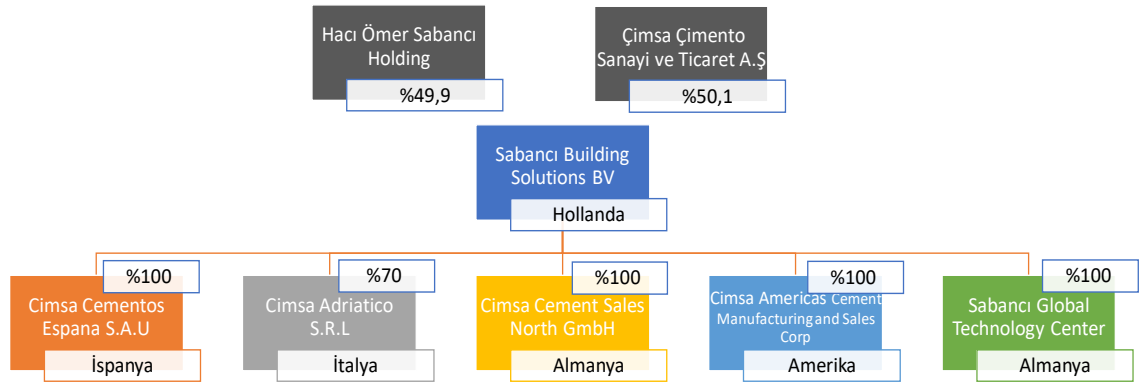 Hacı Ömer Sabancı
Holding
%49,9
Çimsa Çimento
Sanayi ve Ticaret A.Ş
%50,1
Sabancı Building
Solutions BV
Hollanda
%100
Cimsa Cementos
Espana S.A.U
İspanya
%70
Cimsa Adriatico
S.R.L
İtalya
%100
Cimsa Cement Sales
North GmbH
Almanya
%100
Cimsa Americas Cement
Manufacturing and Sales
Corp
Amerika
%100
Sabancı Global
Technology Center
Almanya